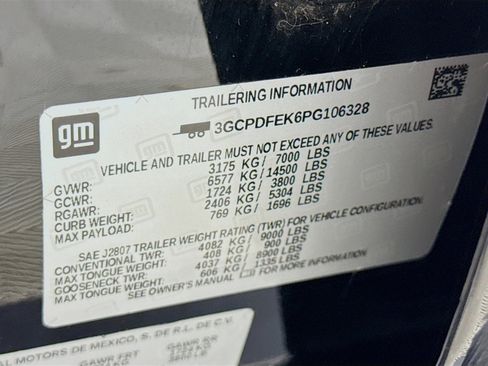 TRAILERING INFORMATION
gm
3GCPDFEK6PG106328
VEHICLE AND TRAILER MUST NOT EXCEED ANY OF THESE VALUES.
GVWR: 3175 KG/ 7000 LBS
GCWR: 6577 KG/ 14500 LBS
RGAWR: 1724 KG/ 3800 LBS
CURB WEIGHT: 2406 KG/ 5304 LBS
MAX PAYLOAD: 769 KG/ 1696 LBS
SAE J2807 TRAILER WEIGHT RATING (TWR) FOR VEHICLE CONFIGURATION.
CONVENTIONAL TWR: 4082 KG/ 9000 LBS
MAX TONGUE WEIGHT: 408 KG/ 900 LBS
GOOSENECK TWR: 4037 KG/ 8900 LBS
MAX TONGUE WEIGHT: 606 KG/ 1335 LBS
SEE OWNER'S MANUAL FOR MORE INFORMATION.
MOTORS DE MEXICO, S. DE R.L. DE C.V.
GAWR FRT GAWR RR